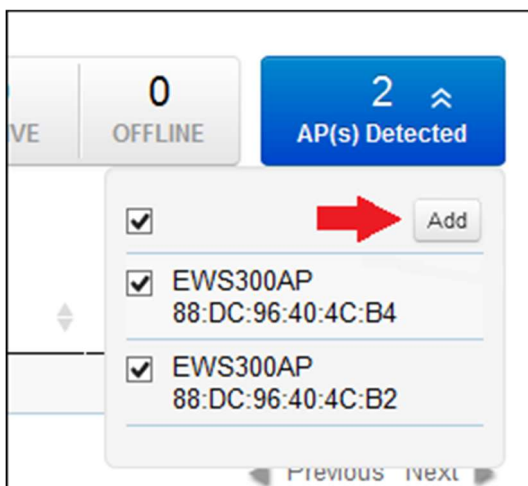 0
2
VE
OFFLINE
AP(s) Detected
Add
EWS300AP
88:DC:96:40:4C:B4
EWS300AP
88:DC:96:40:4C:B2
Previous Next